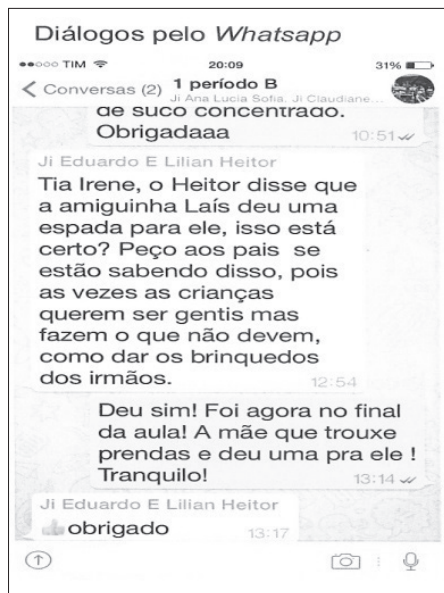 Diálogos pelo Whatsapp
TIM 20:09 31%
Conversas (2) 1 período B
Ji Ana Lucia Sofia, Ji Claudiane...
de suco concentrado.
Obrigadaaa 10:51
Ji Eduardo E Lilian Heitor
Tia Irene, o Heitor disse que
a amiguinha Laís deu uma
espada para ele, isso está
certo? Peço aos pais se
estão sabendo disso, pois
as vezes as crianças
querem ser gentis mas
fazem o que não devem,
como dar os brinquedos
dos irmãos. 12:54
Deu sim! Foi agora no final
da aula! A mãe que trouxe
prendas e deu uma pra ele !
Tranquilo! 13:14
Ji Eduardo E Lilian Heitor
👍obrigado 13:17